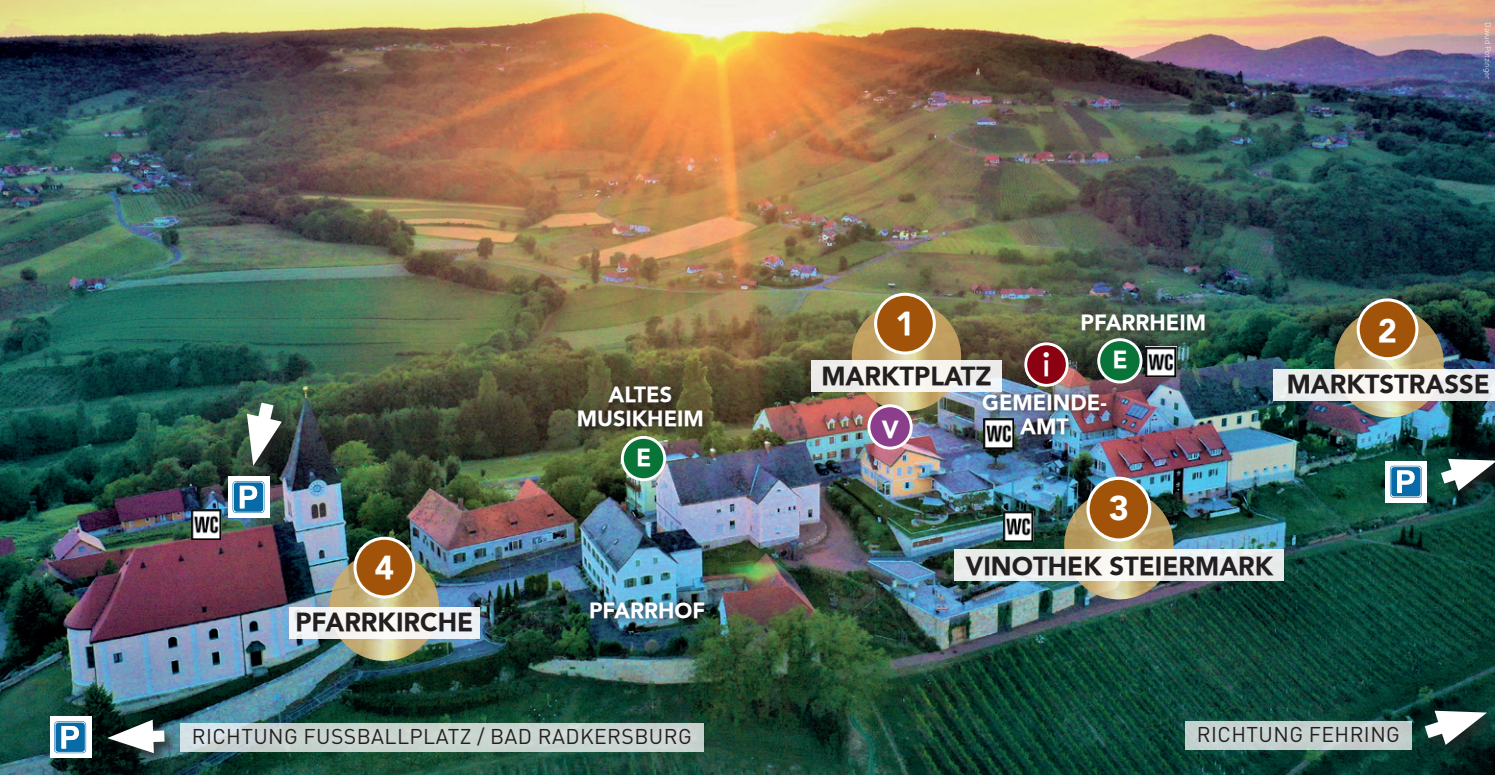 1
MARKTPLATZ
i
GEMEINDE-
AMT
WC
PFARRHEIM
E
WC
2
MARKTSTRASSE
ALTES
MUSIKHEIM
E
V
P
WC
P
3
WC
VINOTHEK STEIERMARK
4
PFARRKIRCHE
PFARRHOF
P
RICHTUNG FUSSBALLPLATZ / BAD RADKERSBURG
RICHTUNG FEHRING